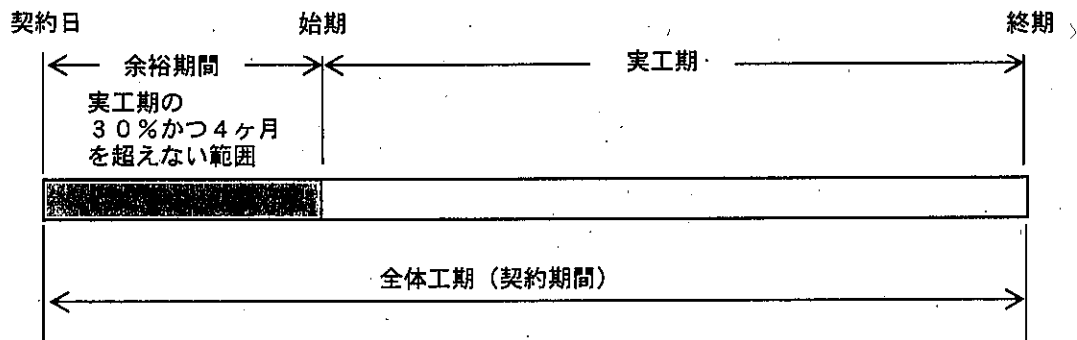 契約日 始期 終期
余裕期間 実工期
実工期の
30%かつ4ヶ月
を超えない範囲
全体工期(契約期間)